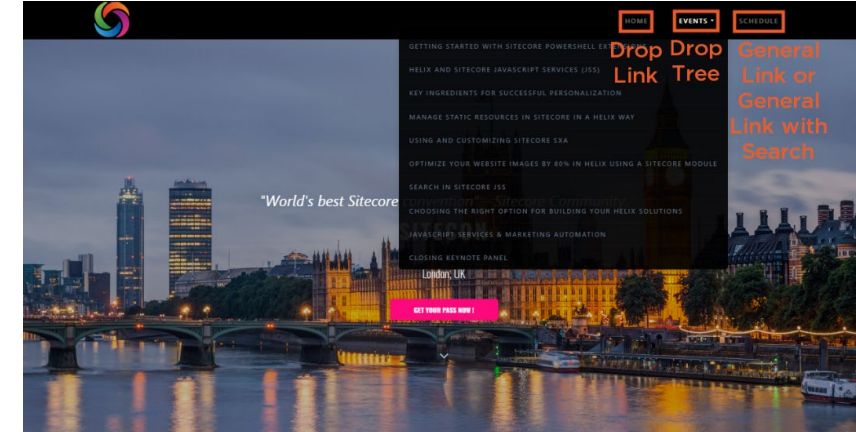 HOME
EVENTS
SCHEDULE
Drop Link
Drop Tree
General Link or General Link with Search
GETTING STARTED WITH SITECORE POWERSHELL EXTENSIONS
HELIX AND SITECORE JAVASCRIPT SERVICES (JSS)
KEY INGREDIENTS FOR SUCCESSFUL PERSONALIZATION
MANAGE STATIC RESOURCES IN SITECORE IN A HELIX WAY
USING AND CUSTOMIZING SITECORE SXA
OPTIMIZE YOUR WEBSITE IMAGES BY 80% IN HELIX USING A SITECORE MODULE
SEARCH IN SITECORE JSS
CHOOSING THE RIGHT OPTION FOR BUILDING YOUR HELIX SOLUTIONS
JAVASCRIPT SERVICES & MARKETING AUTOMATION
CLOSING KEYNOTE PANEL
"World's best Sitecore convention" – Sitecore Community
SITECON
London, UK
GET YOUR PASS NOW !